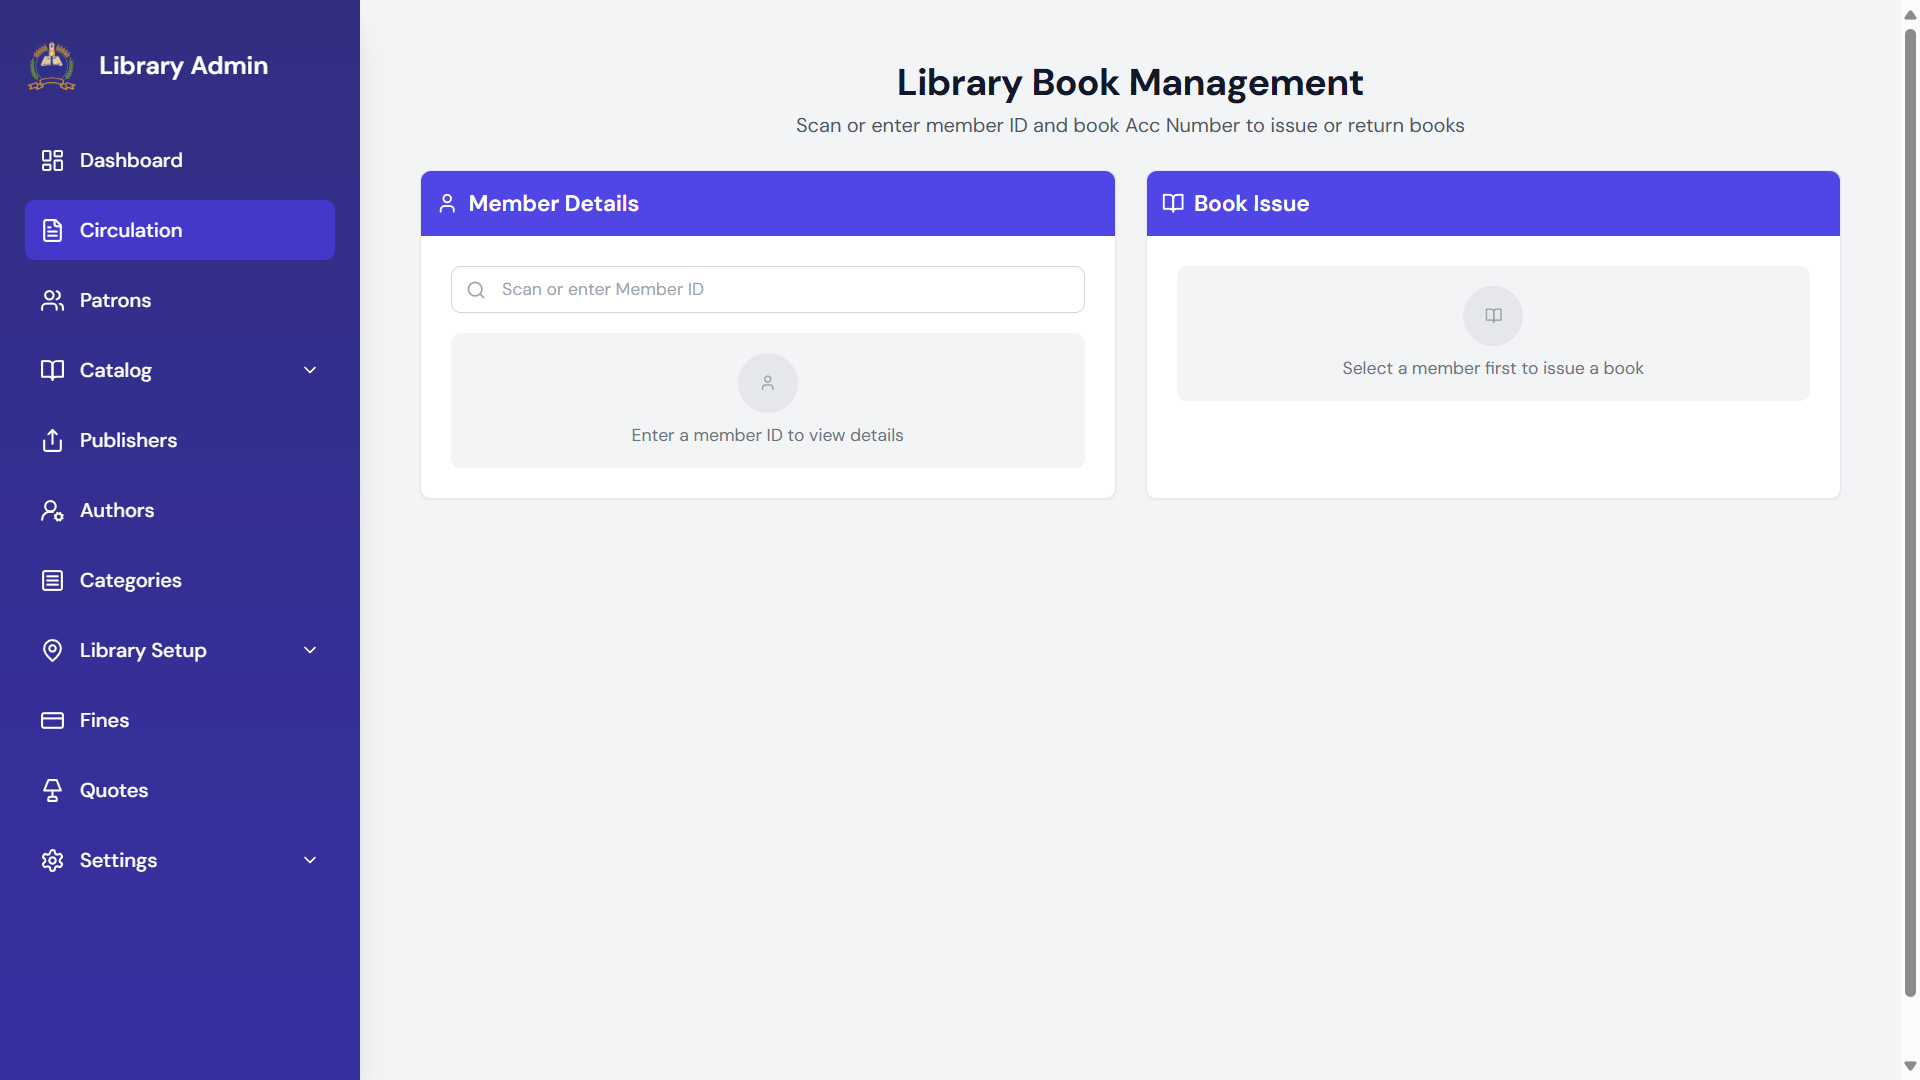 Library Admin
Dashboard
Circulation
Patrons
Catalog
Publishers
Authors
Categories
Library Setup
Fines
Quotes
Settings
Library Book Management
Scan or enter member ID and book Acc Number to issue or return books
Member Details
Scan or enter Member ID
Enter a member ID to view details
Book Issue
Select a member first to issue a book